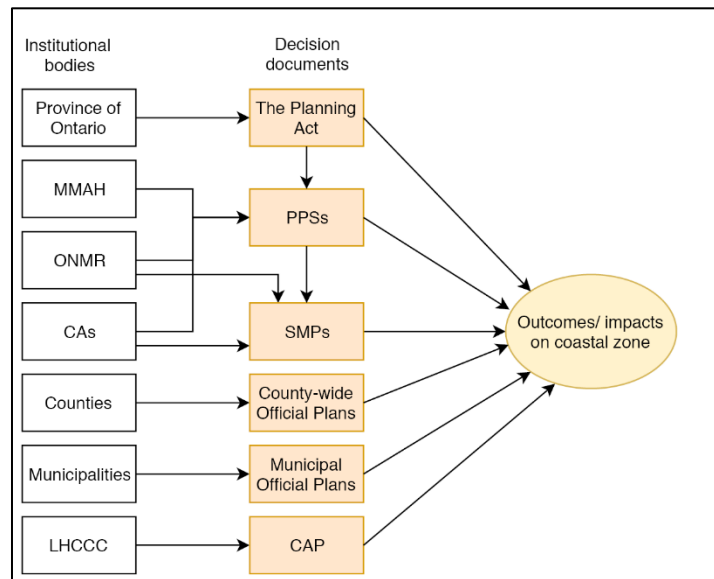 Institutional
bodies
Decision
documents
Province of
Ontario
The Planning
Act
MMAH
PPSs
ONMR
CAs
SMPs
Outcomes/ impacts
on coastal zone
Counties
County-wide
Official Plans
Municipalities
Municipal
Official Plans
LHCCC
CAP